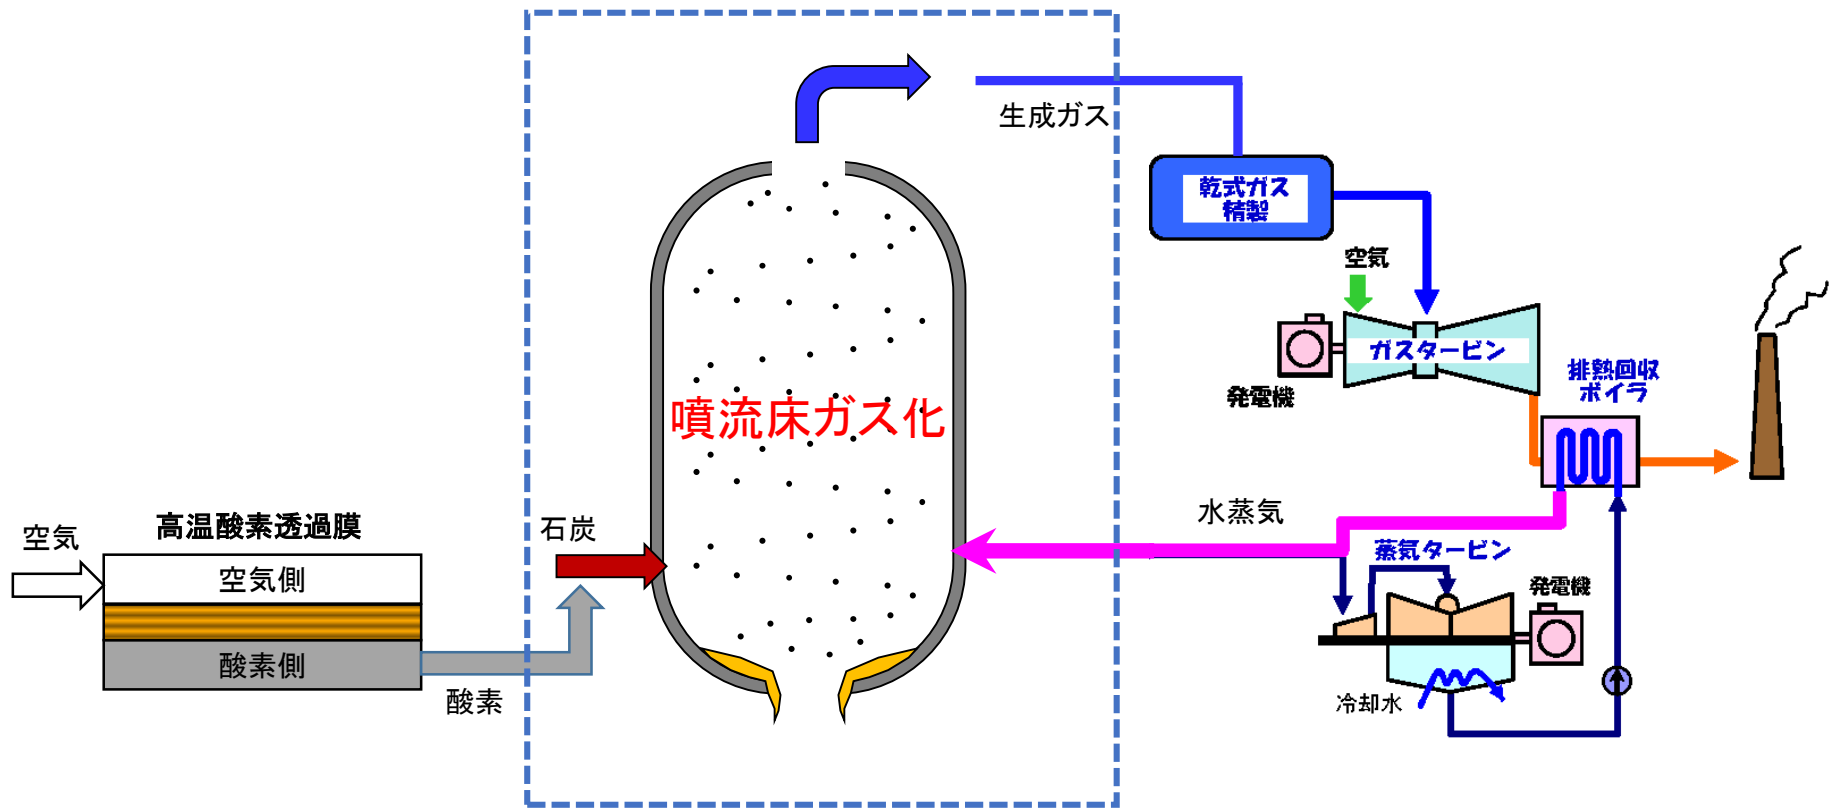 生成ガス
乾式ガス
精製
空気
ガスタービン
発電機
排熱回収
ボイラ
噴流床ガス化
水蒸気
石炭
高温酸素透過膜
空気
空気側
酸素側
酸素
蒸気タービン
発電機
冷却水